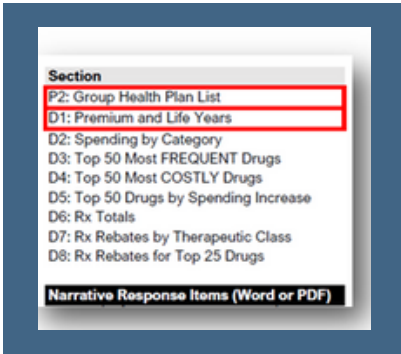 Section
P2: Group Health Plan List
D1: Premium and Life Years
D2: Spending by Category
D3: Top 50 Most FREQUENT Drugs
D4: Top 50 Most COSTLY Drugs
D5: Top 50 Drugs by Spending Increase
D6: Rx Totals
D7: Rx Rebates by Therapeutic Class
D8: Rx Rebates for Top 25 Drugs
Narrative Response Items (Word or PDF)